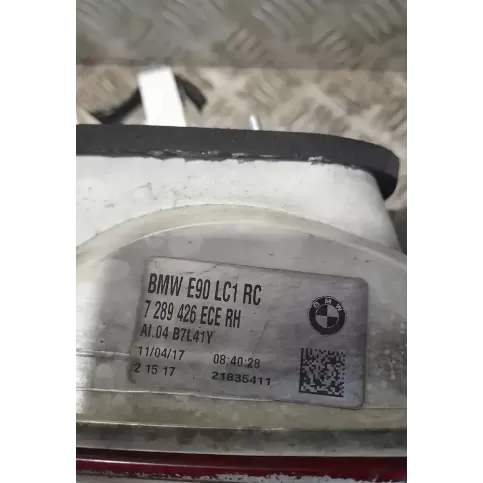 BMW E90 LC1 RC
7 289 426 ECE RH
AI.04 B7L41Y
11/04/17 08:40:28
2 15 17 21835411
BMW